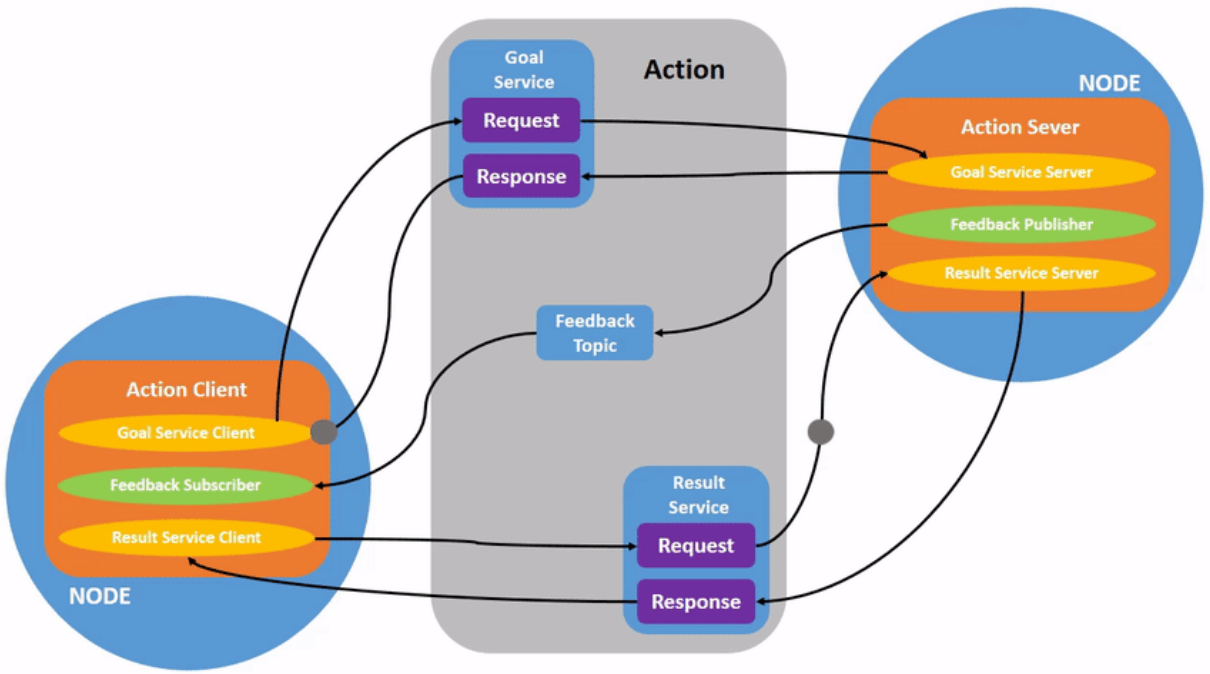 Goal
Service
Request
Response
Action
NODE
Action Sever
Goal Service Server
Feedback Publisher
Result Service Server
Feedback
Topic
Action Client
Goal Service Client
Feedback Subscriber
Result Service Client
NODE
Result
Service
Request
Response